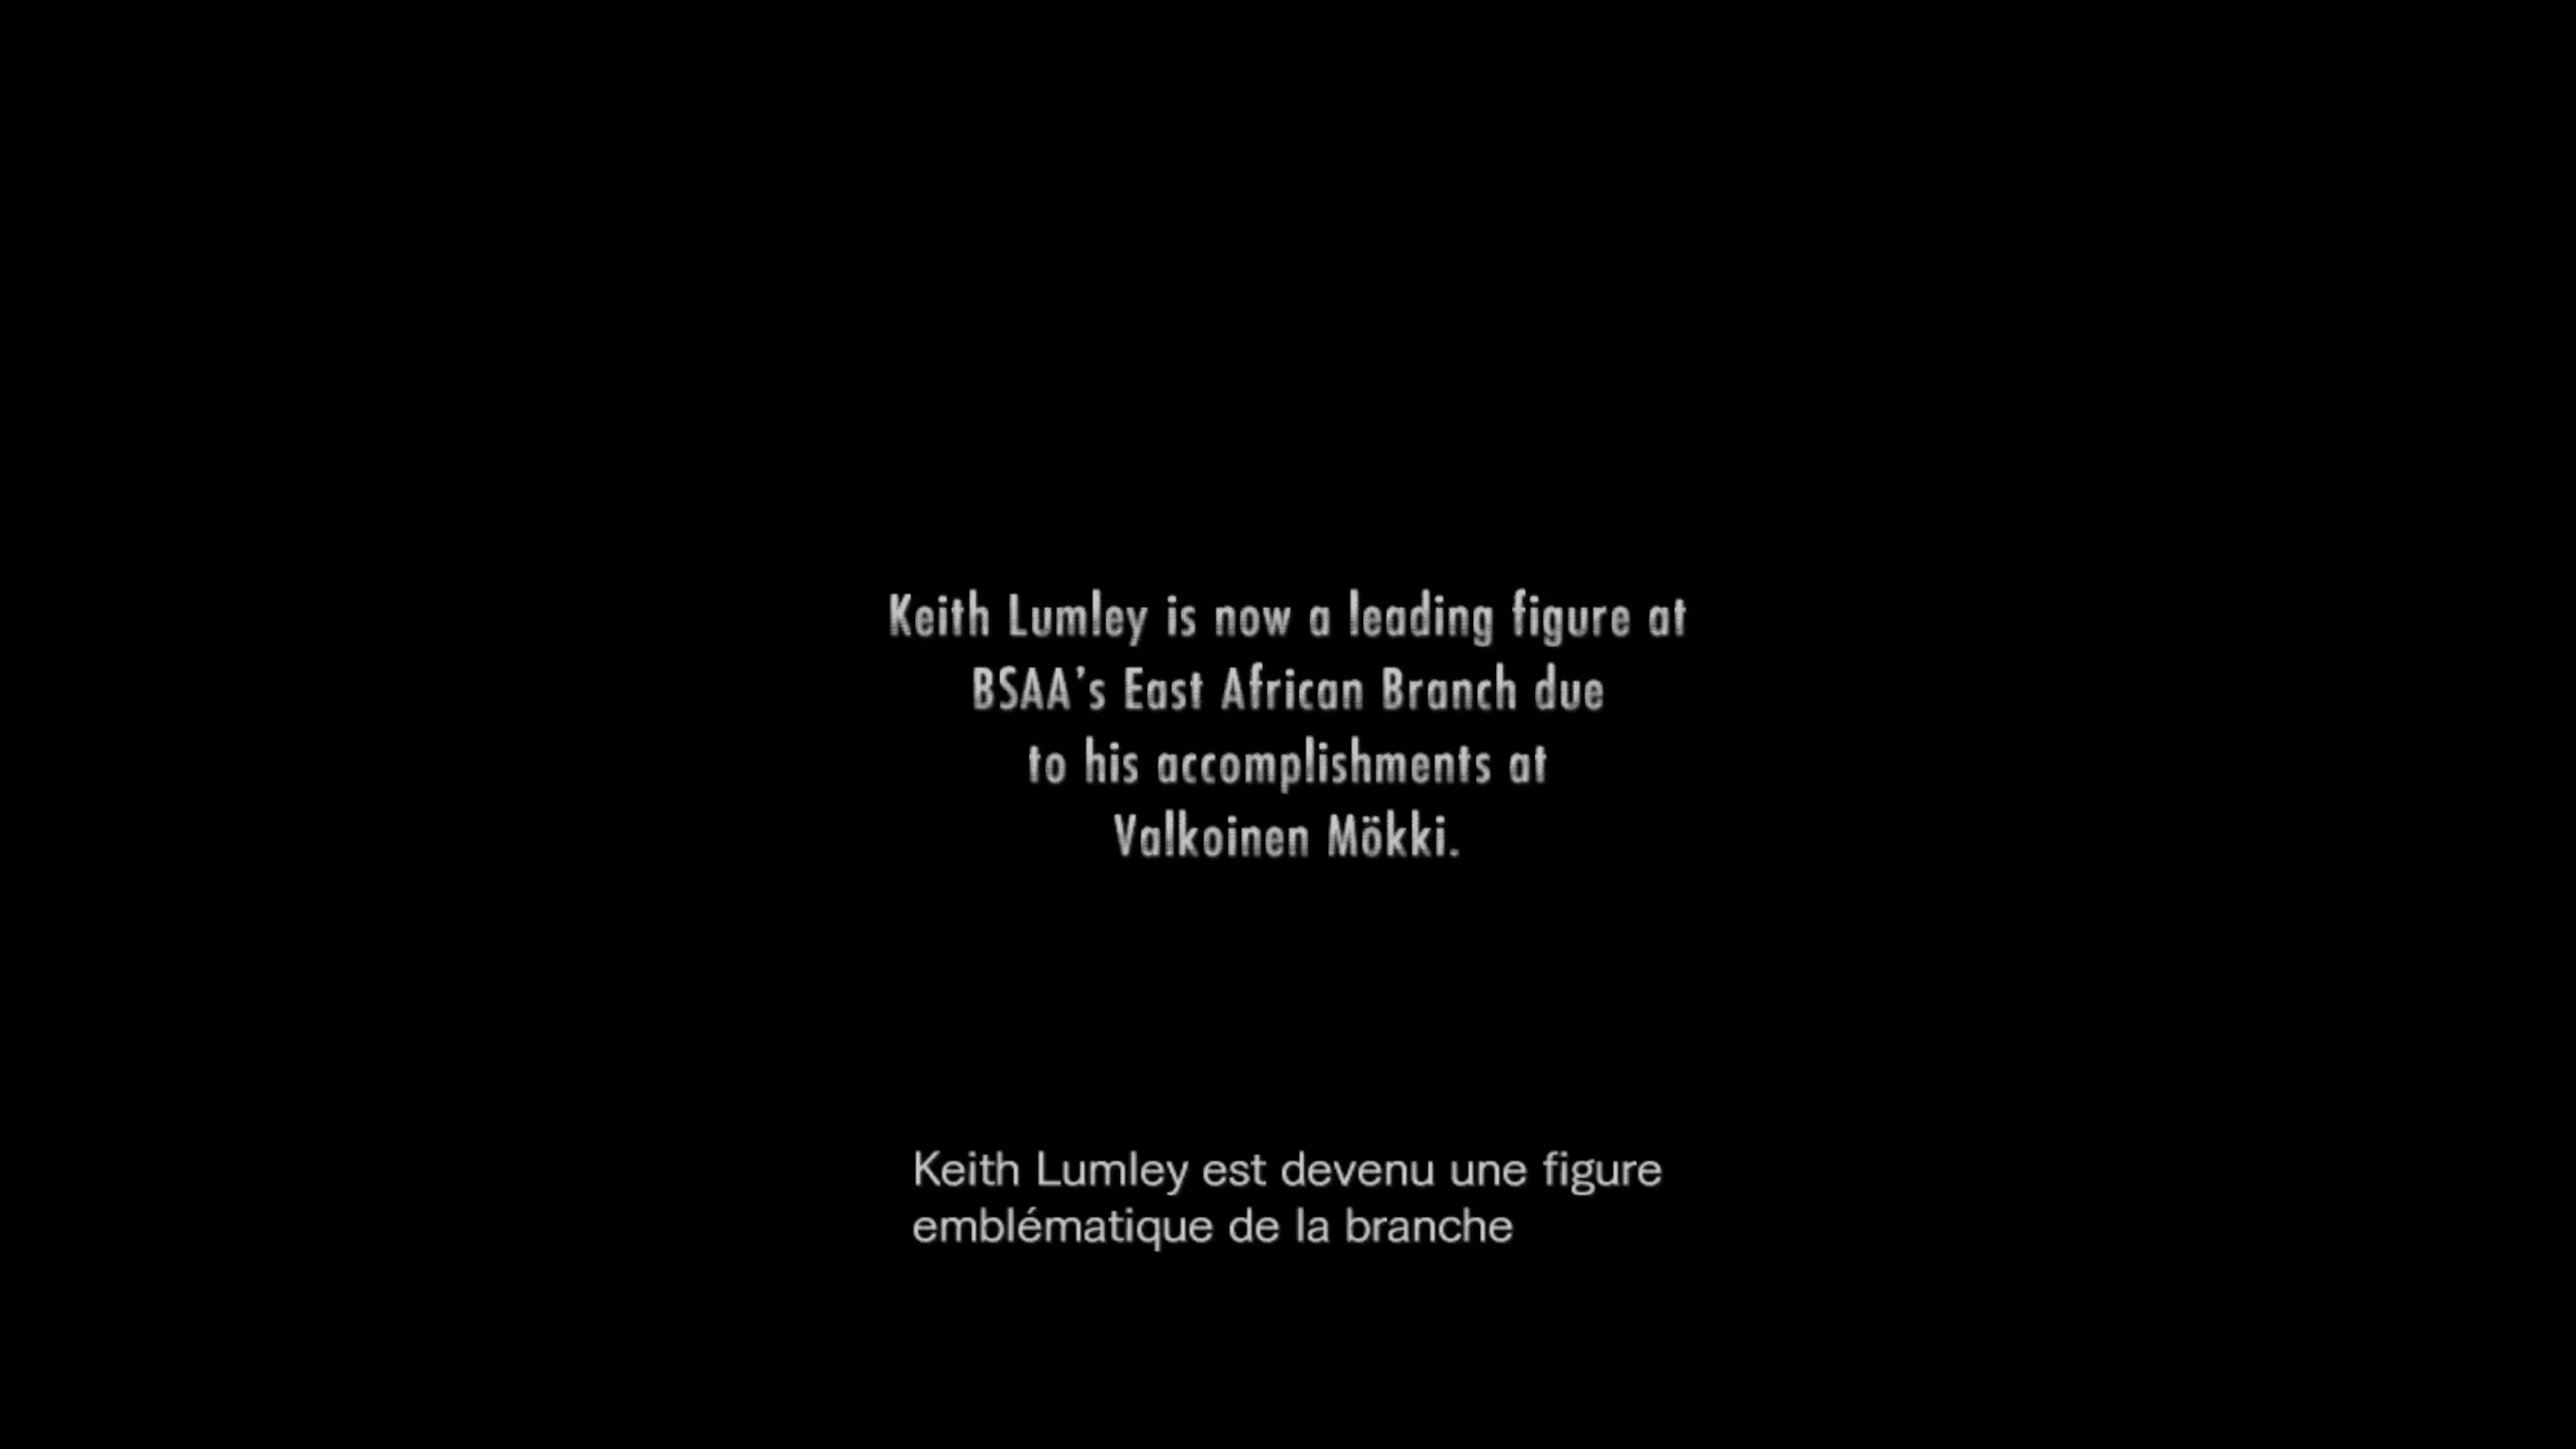 Keith Lumley is now a leading figure at
BSAA's East African Branch due
to his accomplishments at
Valkoinen Mökki.
Keith Lumley est devenu une figure
emblématique de la branche